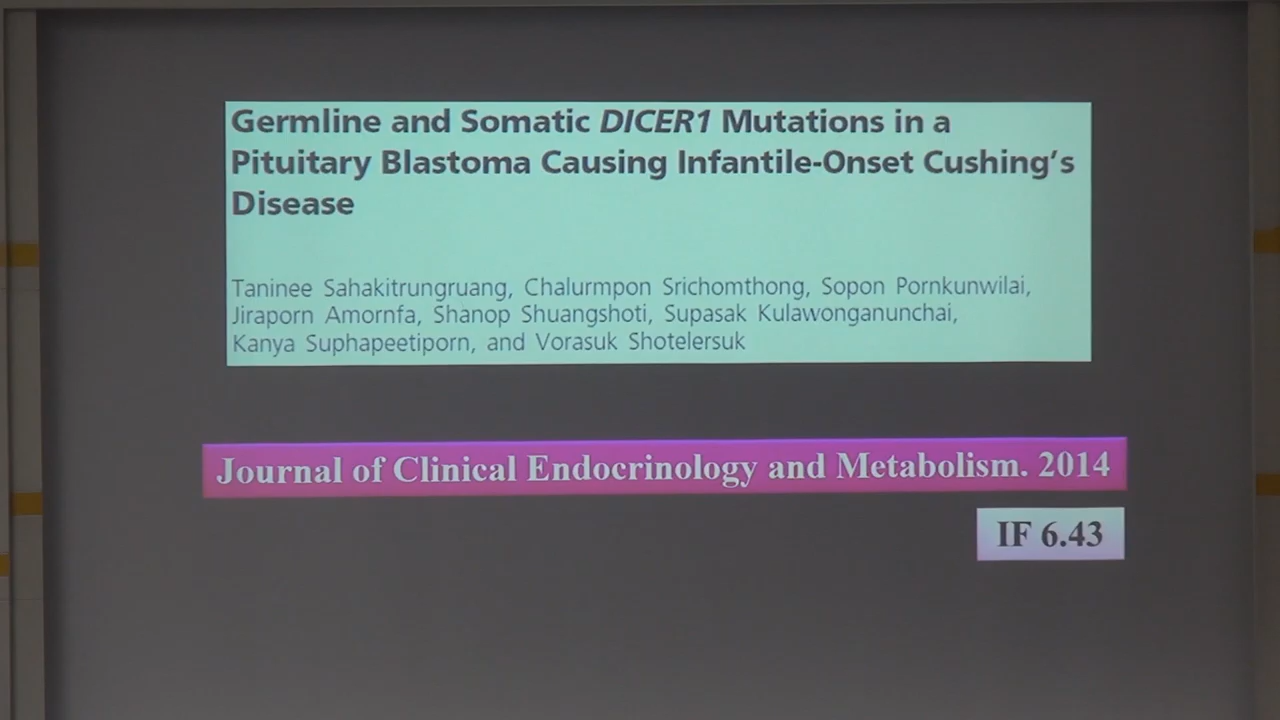 Germline and Somatic DICER1 Mutations in a
Pituitary Blastoma Causing Infantile-Onset Cushing's
Disease
Taninee Sahakitrungruang, Chalurmpon Srichomthong, Sopon Pornkunwilai,
Jiraporn Amornfa, Shanop Shuangshoti, Supasak Kulawonganunchai,
Kanya Suphapeetiporn, and Vorasuk Shotelersuk
Journal of Clinical Endocrinology and Metabolism. 2014
IF 6.43